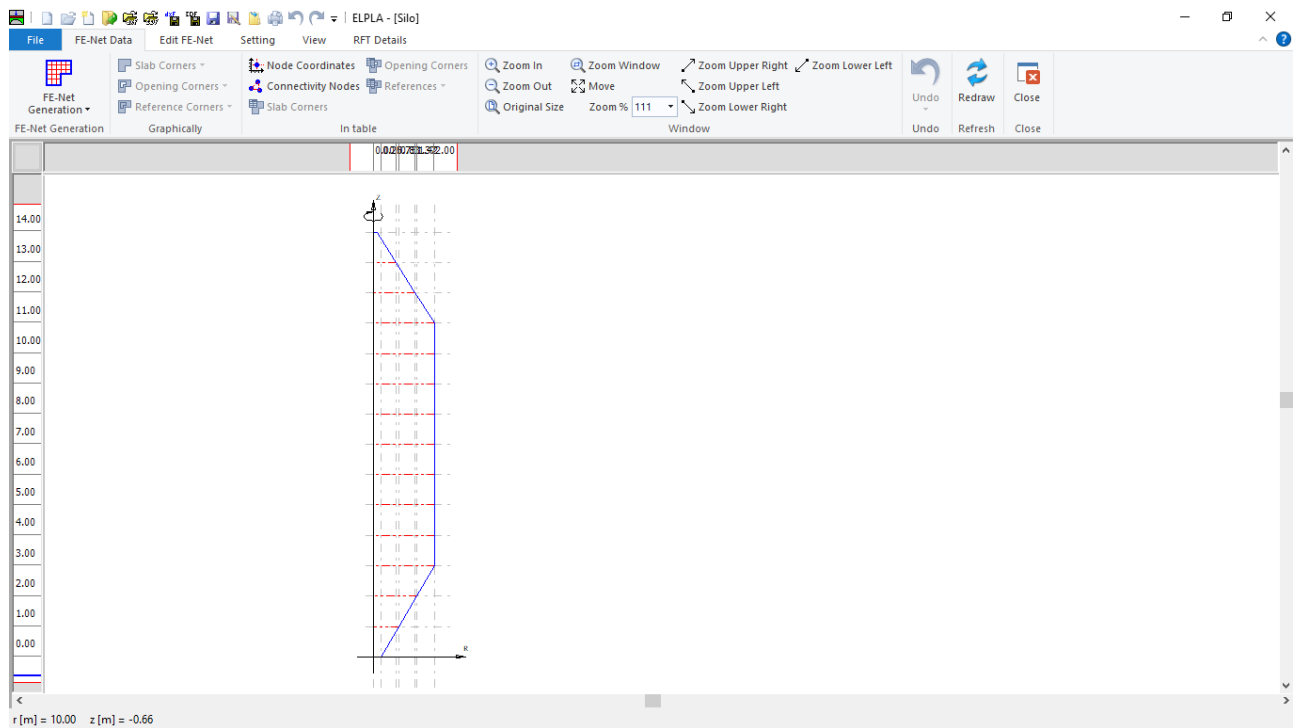 ELPLA - [Silo]
File FE-Net Data Edit FE-Net Setting View RFT Details
Slab Corners Node Coordinates Opening Corners Zoom In Zoom Window Zoom Upper Right Zoom Lower Left
Opening Corners Connectivity Nodes References Zoom Out Move Zoom Upper Left
FE-Net Generation Reference Corners Slab Corners Original Size Zoom % 111 Zoom Lower Right Undo Redraw Close
FE-Net Generation Graphically In table Window Undo Refresh Close
2.00
Z
14.00
13.00
12.00
11.00
10.00
9.00
8.00
7.00
6.00
5.00
4.00
3.00
2.00
1.00
0.00
R
r [m] = 10.00 z [m] = -0.66